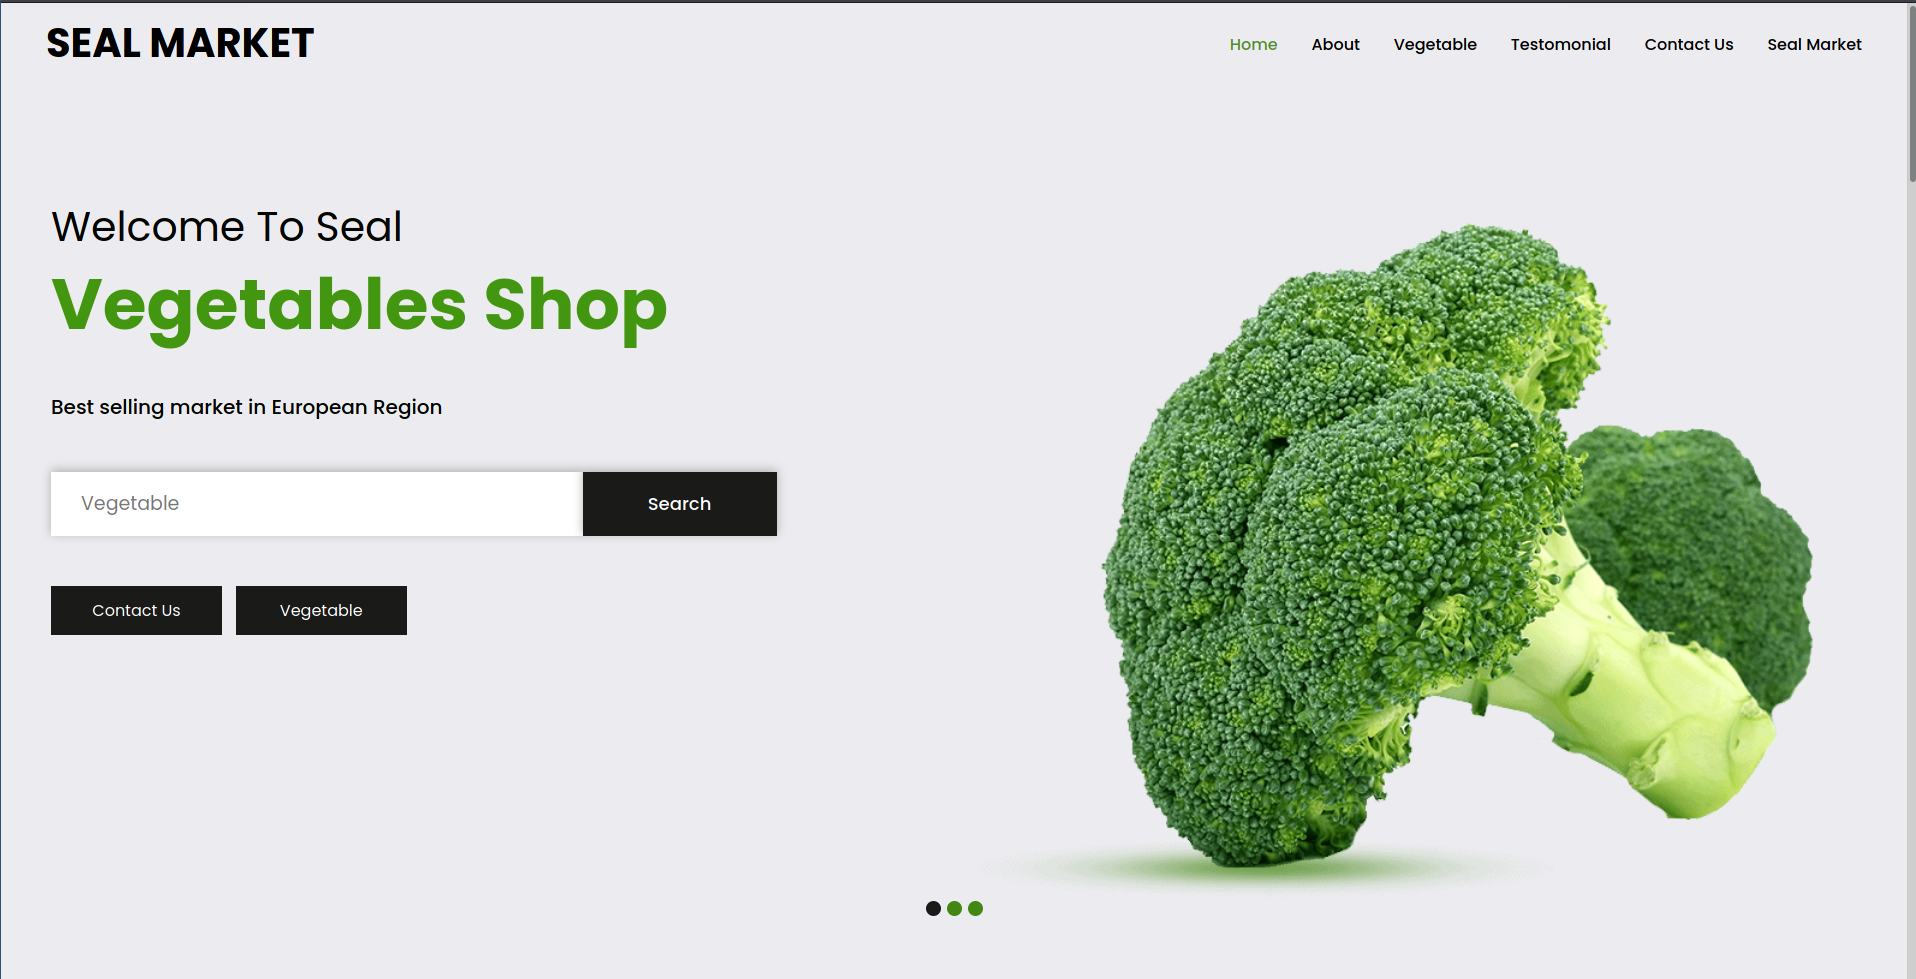 SEAL MARKET
Home About Vegetable Testomonial Contact Us Seal Market
Welcome To Seal
Vegetables Shop
Best selling market in European Region
Vegetable Search
Contact Us Vegetable